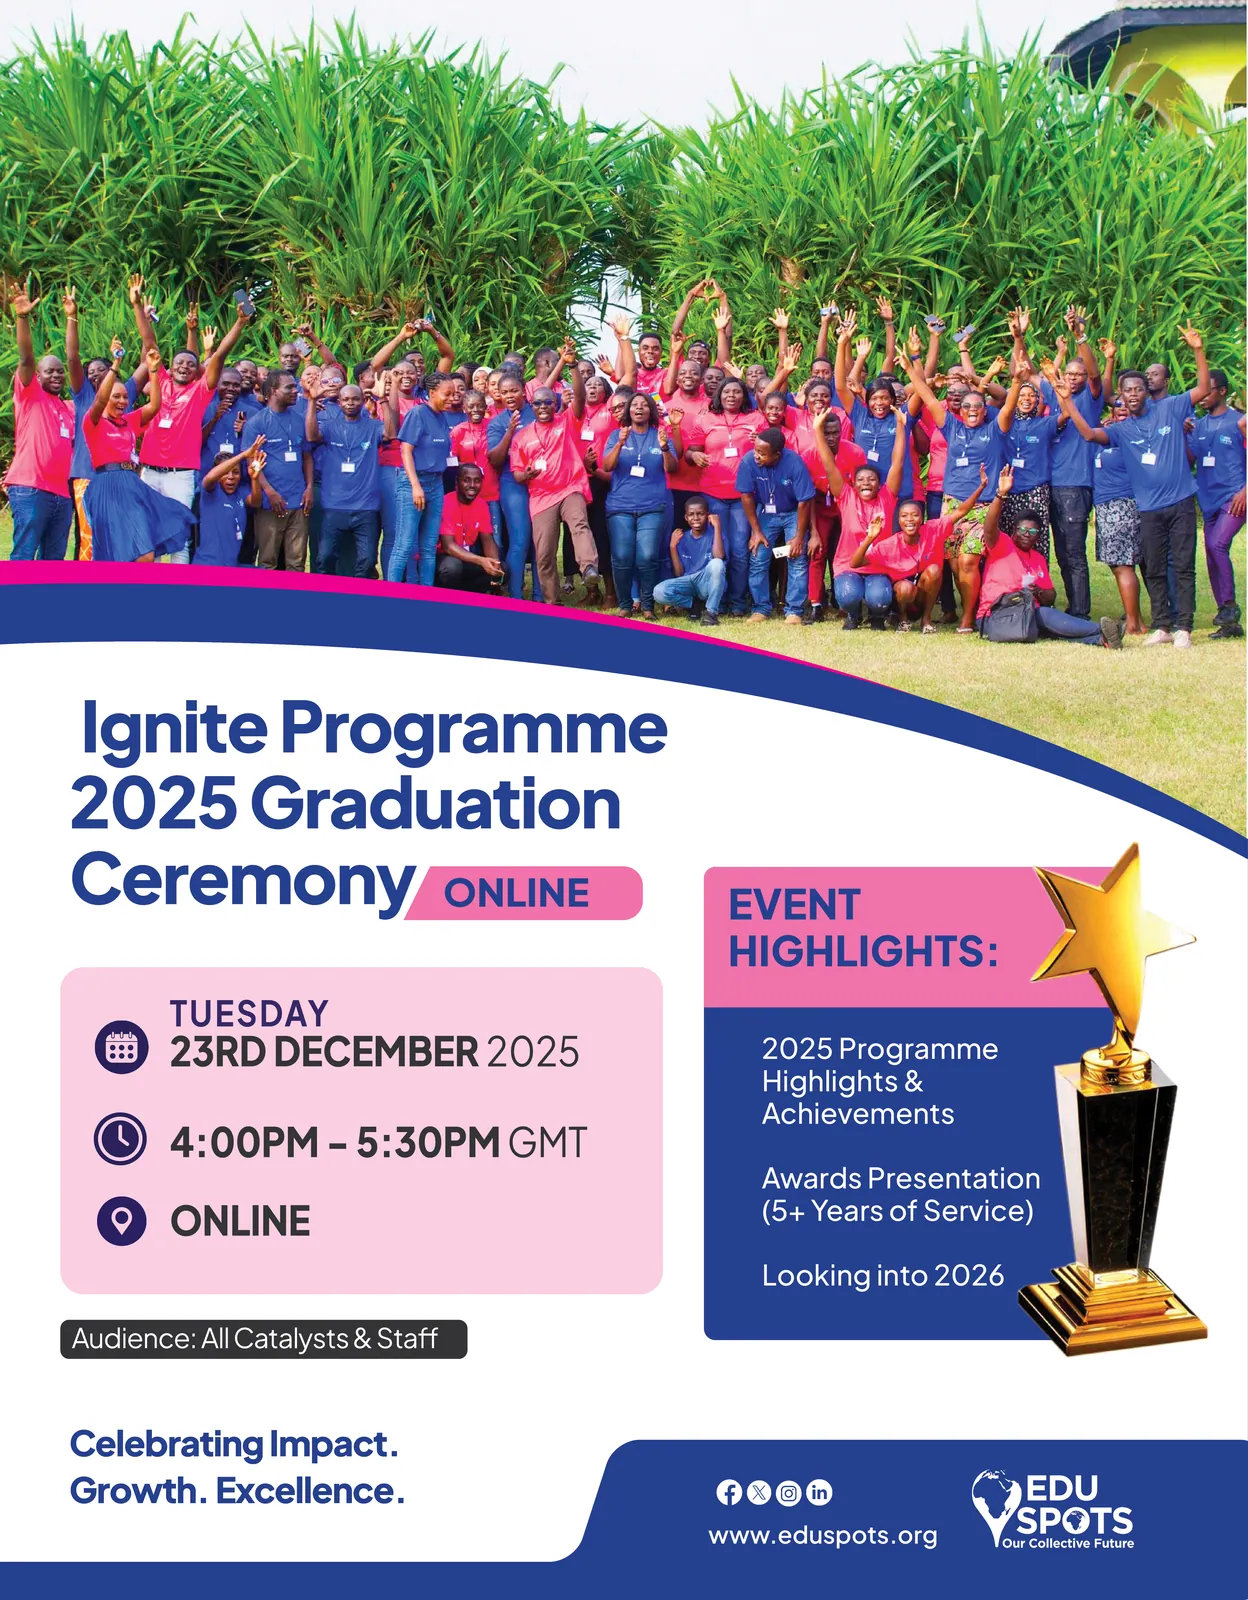 Ignite Programme
2025 Graduation
Ceremony ONLINE
TUESDAY
23RD DECEMBER 2025
4:00PM – 5:30PM GMT
ONLINE
Audience: All Catalysts & Staff
EVENT
HIGHLIGHTS:
2025 Programme
Highlights &
Achievements
Awards Presentation
(5+ Years of Service)
Looking into 2026
Celebrating Impact.
Growth. Excellence.
www.eduspots.org
EDU
SPOTS
Our Collective Future